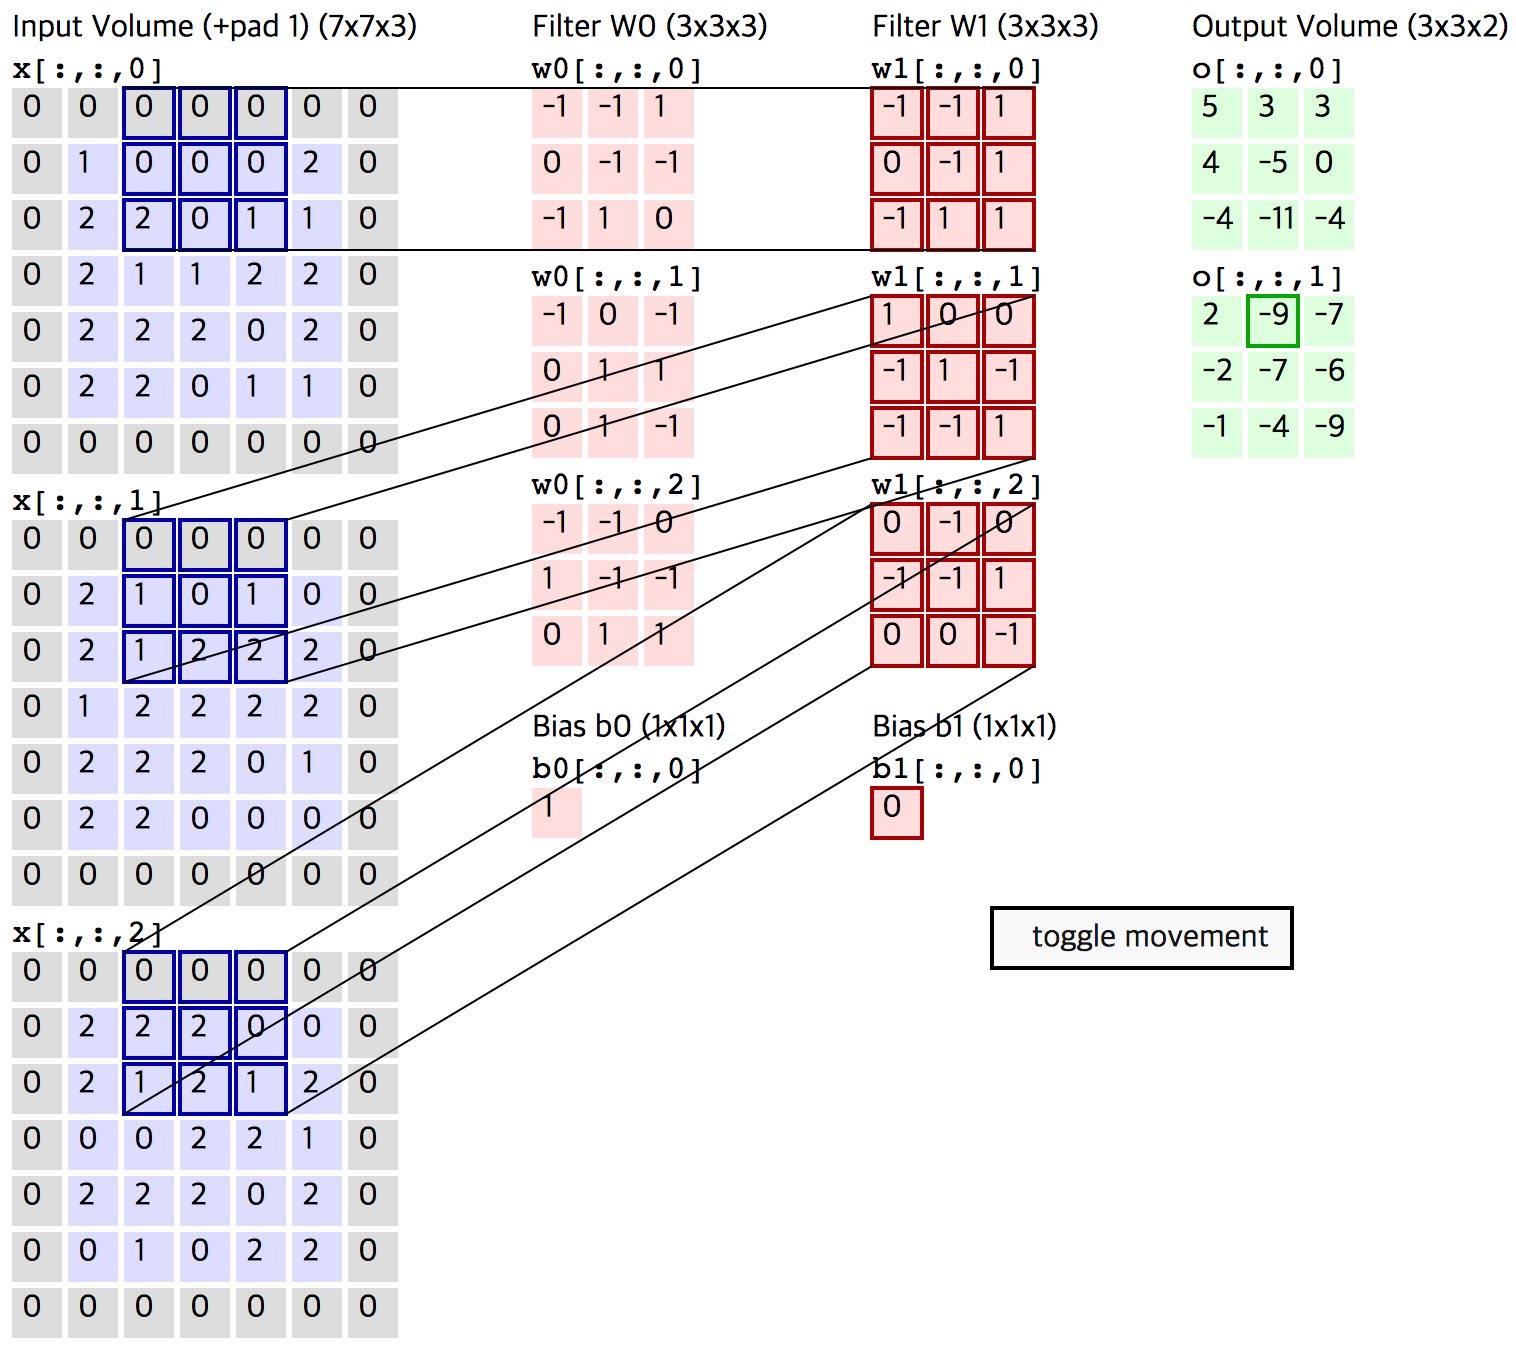 Input Volume (+pad 1) (7x7x3)
x[:,:,0]
0 0 0 0 0 0 0
0 1 0 0 0 2 0
0 2 2 0 1 1 0
0 2 1 1 2 2 0
0 2 2 2 0 2 0
0 2 2 0 1 1 0
0 0 0 0 0 0 0
x[:,:,1]
0 0 0 0 0 0 0
0 2 1 0 1 0 0
0 2 1 2 2 2 0
0 1 2 2 2 2 0
0 2 2 2 0 1 0
0 2 2 0 0 0 0
0 0 0 0 0 0 0
x[:,:,2]
0 0 0 0 0 0 0
0 2 2 2 0 0 0
0 2 1 2 1 2 0
0 0 0 2 2 1 0
0 2 2 2 0 2 0
0 0 1 0 2 2 0
0 0 0 0 0 0 0
Filter W0 (3x3x3)
w0[:,:,0]
-1 -1 1
0 -1 -1
-1 1 0
w0[:,:,1]
-1 0 -1
0 1 1
0 1 -1
w0[:,:,2]
-1 -1 0
1 -1 -1
0 1 1
Bias b0 (1x1x1)
b0[:,:,0]
1
Filter W1 (3x3x3)
w1[:,:,0]
-1 -1 1
0 -1 1
-1 1 1
w1[:,:,1]
1 0 0
-1 1 -1
-1 -1 1
w1[:,:,2]
0 -1 0
-1 -1 1
0 0 -1
Bias b1 (1x1x1)
b1[:,:,0]
0
Output Volume (3x3x2)
o[:,:,0]
5 3 3
4 -5 0
-4 -11 -4
o[:,:,1]
2 -9 -7
-2 -7 -6
-1 -4 -9
toggle movement